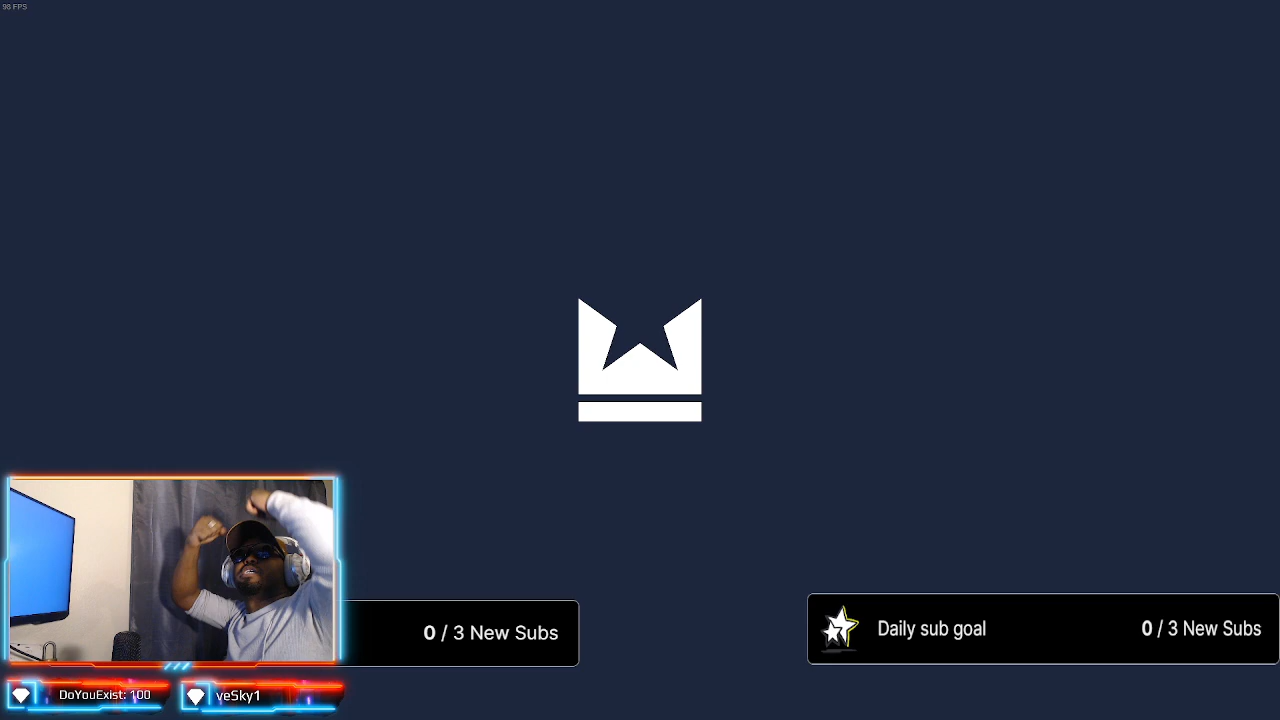 98 FPS
0 / 3 New Subs
Daily sub goal
0 / 3 New Subs
DoYouExist: 100
veSky1